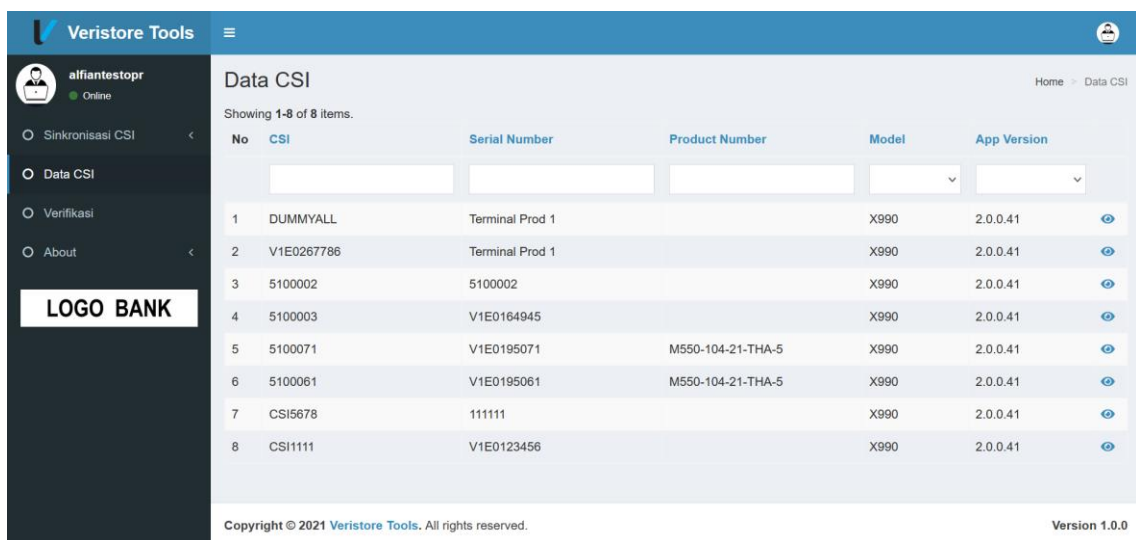 Veristore Tools
alfiantestopr
Online
Sinkronisasi CSI
Data CSI
Verifikasi
About
LOGO BANK
Data CSI
Home > Data CSI
Showing 1-8 of 8 items.
No CSI Serial Number Product Number Model App Version
1 DUMMYALL Terminal Prod 1 X990 2.0.0.41
2 V1E0267786 Terminal Prod 1 X990 2.0.0.41
3 5100002 5100002 X990 2.0.0.41
4 5100003 V1E0164945 X990 2.0.0.41
5 5100071 V1E0195071 M550-104-21-THA-5 X990 2.0.0.41
6 5100061 V1E0195061 M550-104-21-THA-5 X990 2.0.0.41
7 CSI5678 111111 X990 2.0.0.41
8 CSI1111 V1E0123456 X990 2.0.0.41
Copyright © 2021 Veristore Tools. All rights reserved. Version 1.0.0